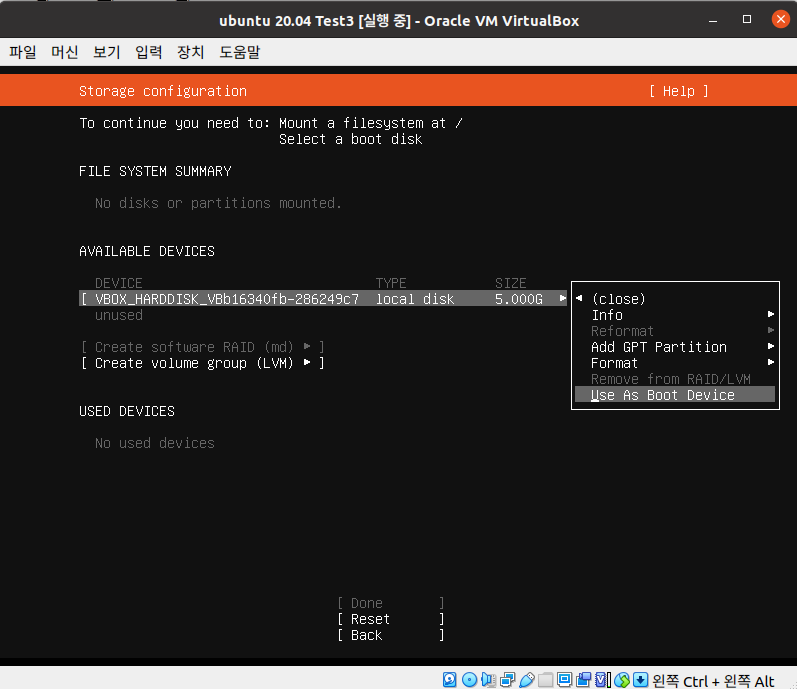 ubuntu 20.04 Test3 [실행 중] - Oracle VM VirtualBox
파일 머신 보기 입력 장치 도움말
Storage configuration [ Help ]
To continue you need to: Mount a filesystem at /
Select a boot disk
FILE SYSTEM SUMMARY
No disks or partitions mounted.
AVAILABLE DEVICES
DEVICE TYPE SIZE
[ VBOX_HARDDISK_VBb16340fb-286249c7 local disk 5.000G ▸
unused
[ Create software RAID (md) ▸ ]
[ Create volume group (LVM) ▸ ]
◂ (close)
Info ▸
Reformat ▸
Add GPT Partition ▸
Format ▸
Remove from RAID/LVM
Use As Boot Device
USED DEVICES
No used devices
[ Done ]
[ Reset ]
[ Back ]
왼쪽 Ctrl + 왼쪽 Alt